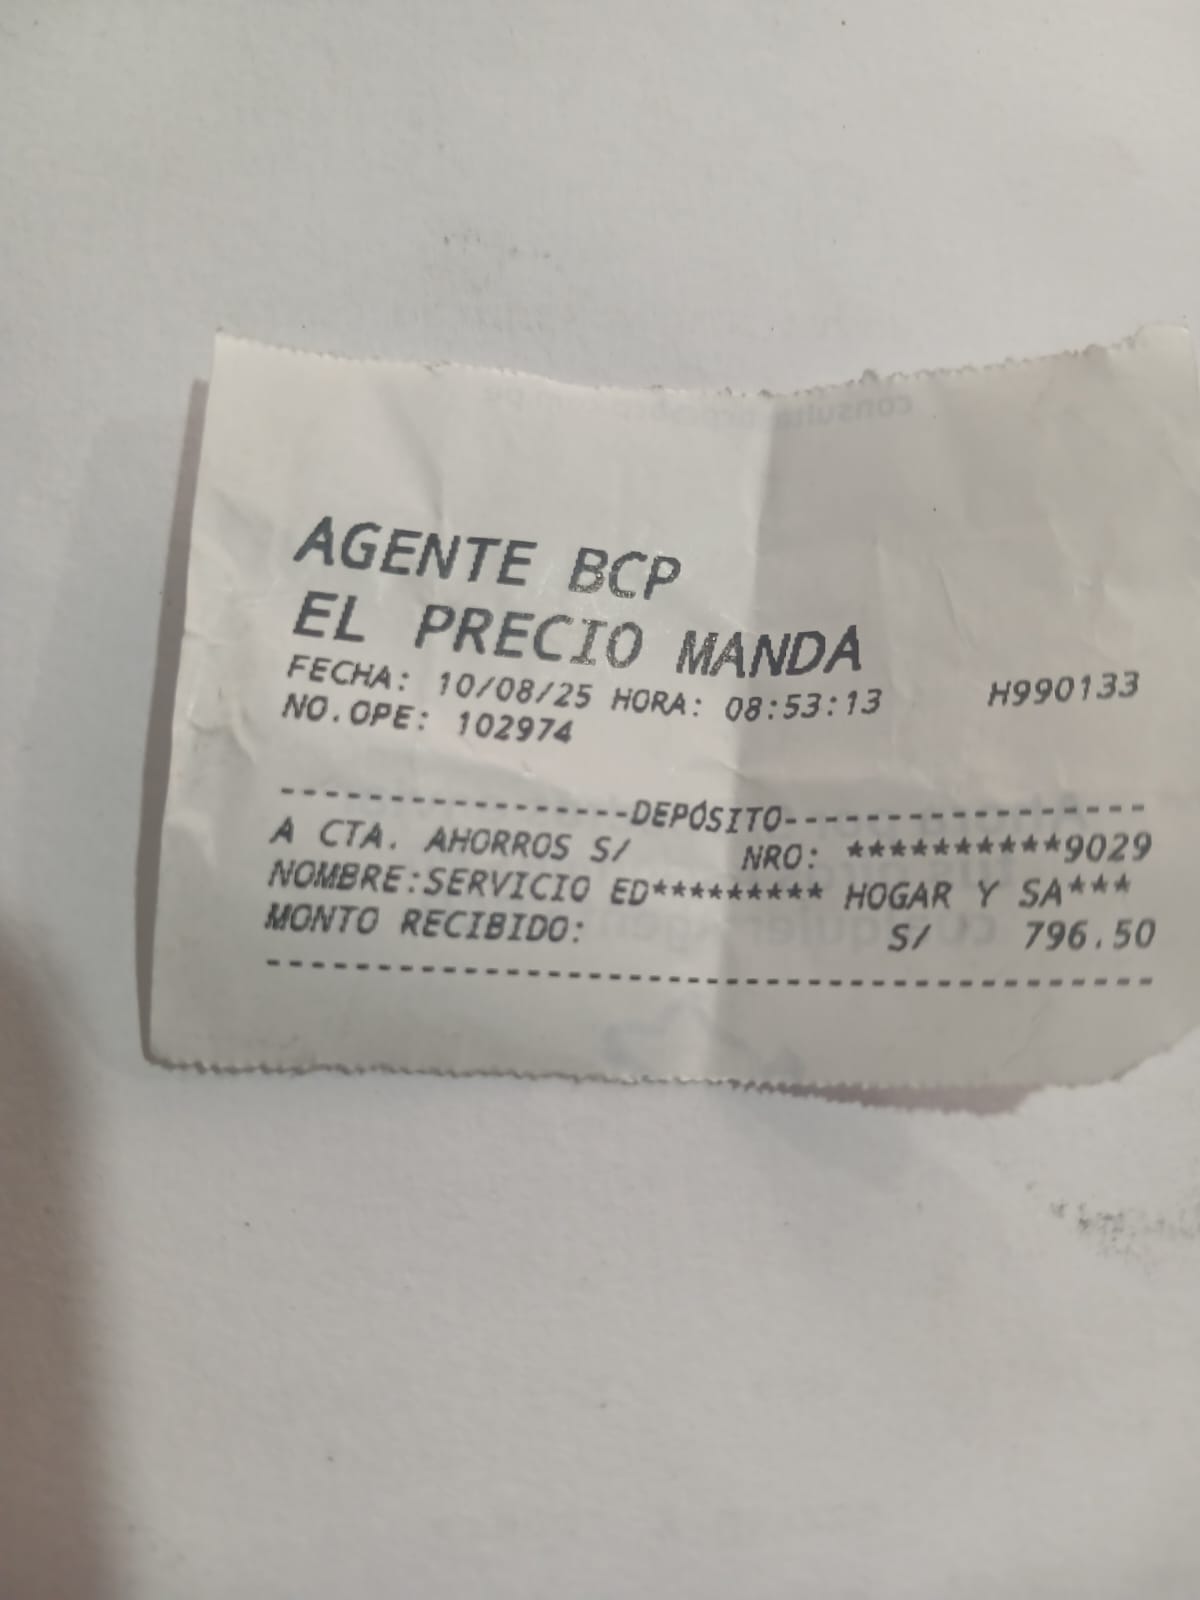 AGENTE BCP
EL PRECIO MANDA
FECHA: 10/08/25 HORA: 08:53:13 H990133
NO.OPE: 102974
-----------------DEPÓSITO-----------------
A CTA. AHORROS S/ NRO: **********9029
NOMBRE:SERVICIO ED********* HOGAR Y SA***
MONTO RECIBIDO: S/ 796.50